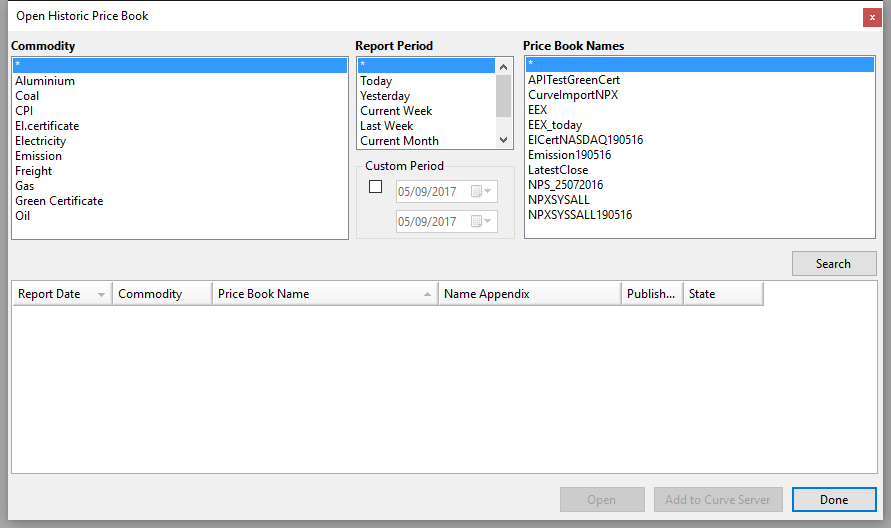 Open Historic Price Book
x
Commodity
*
Aluminium
Coal
CPI
El.certificate
Electricity
Emission
Freight
Gas
Green Certificate
Oil
Report Period
*
Today
Yesterday
Current Week
Last Week
Current Month
Custom Period
05/09/2017
05/09/2017
Price Book Names
*
APITestGreenCert
CurveImportNPX
EEX
EEX_today
ElCertNASDAQ190516
Emission190516
LatestClose
NPS_25072016
NPXSYSALL
NPXSYSSALL190516
Search
Report Date Commodity Price Book Name Name Appendix Publish... State
Open Add to Curve Server Done